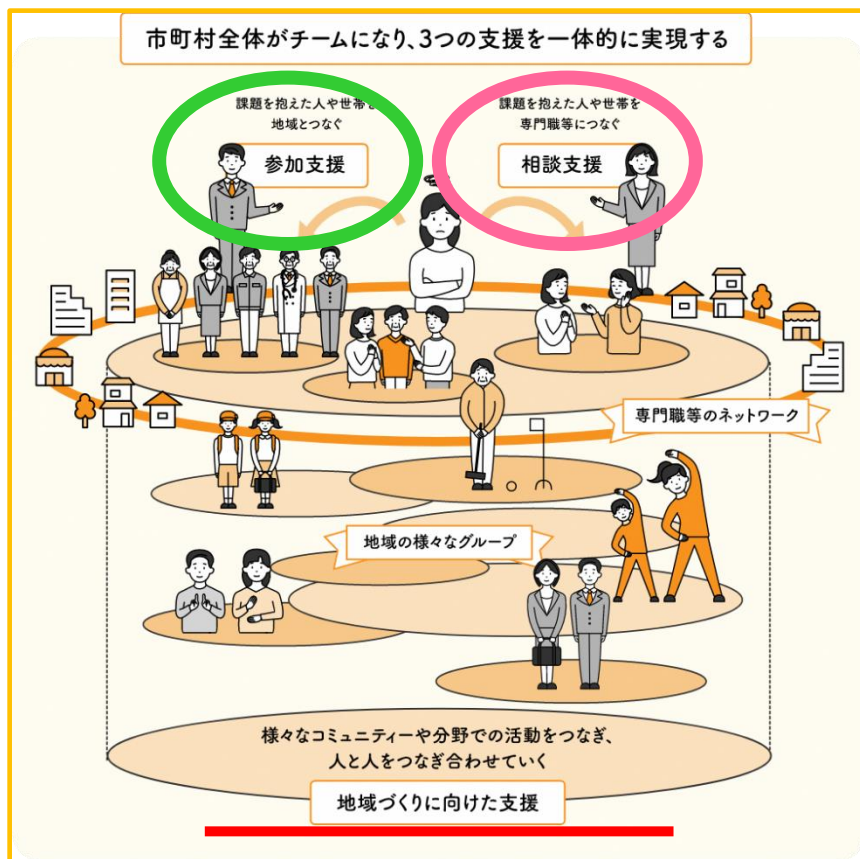 市町村全体がチームになり、3つの支援を一体的に実現する
課題を抱えた人や世帯を
地域とつなぐ
参加支援
課題を抱えた人や世帯を
専門職等につなぐ
相談支援
専門職等のネットワーク
地域の様々なグループ
様々なコミュニティーや分野での活動をつなぎ、
人と人をつなぎ合わせていく
地域づくりに向けた支援